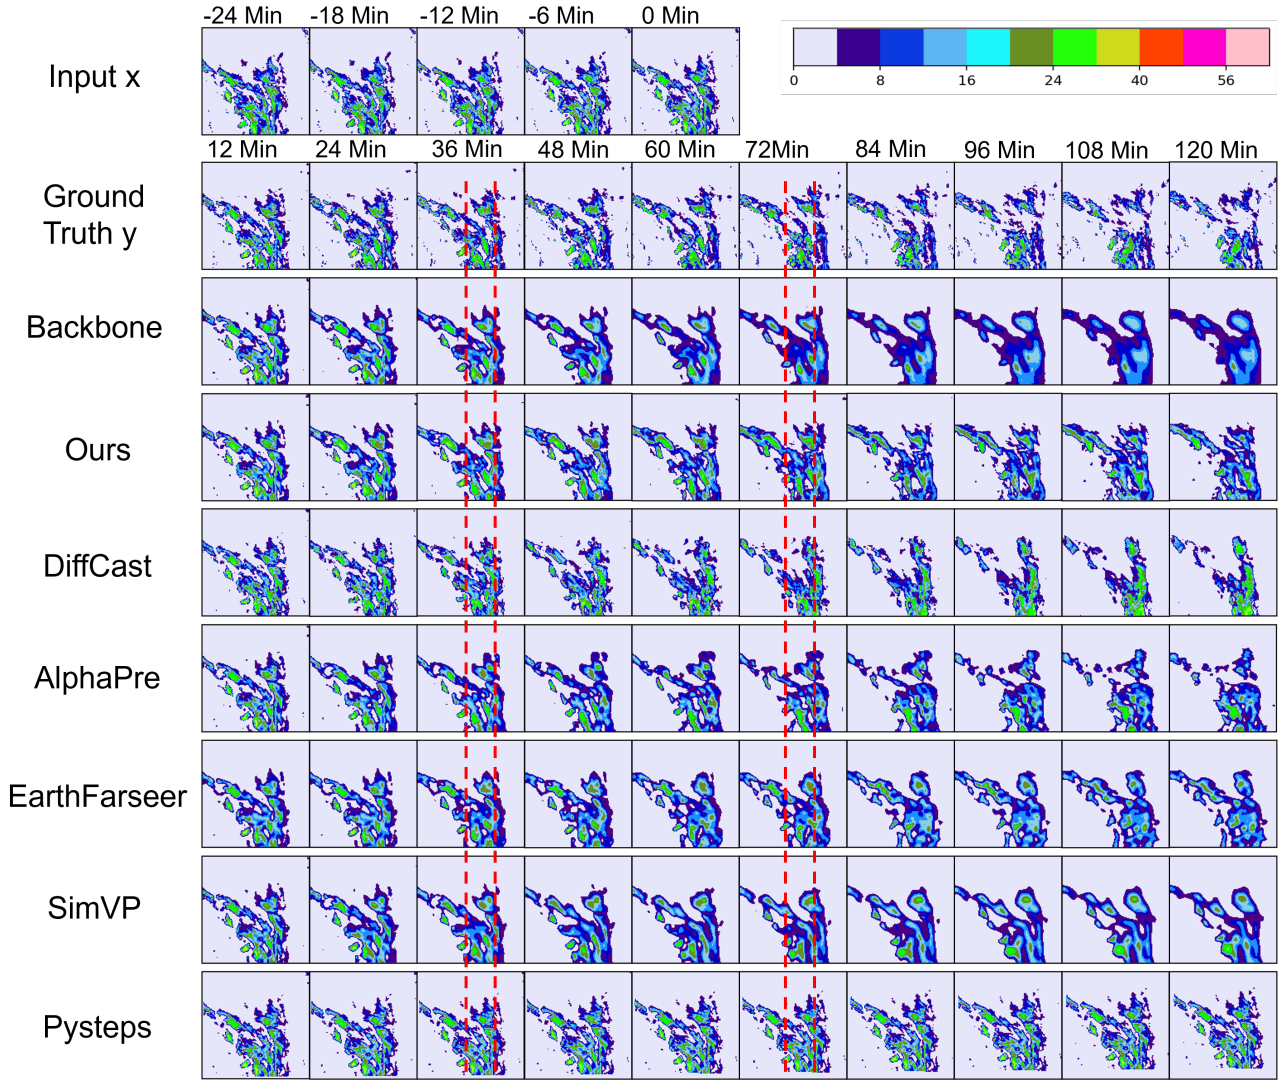 -24 Min -18 Min -12 Min -6 Min 0 Min
Input x
0 8 16 24 40 56
12 Min 24 Min 36 Min 48 Min 60 Min 72Min 84 Min 96 Min 108 Min 120 Min
Ground
Truth y
Backbone
Ours
DiffCast
AlphaPre
EarthFarseer
SimVP
Pysteps